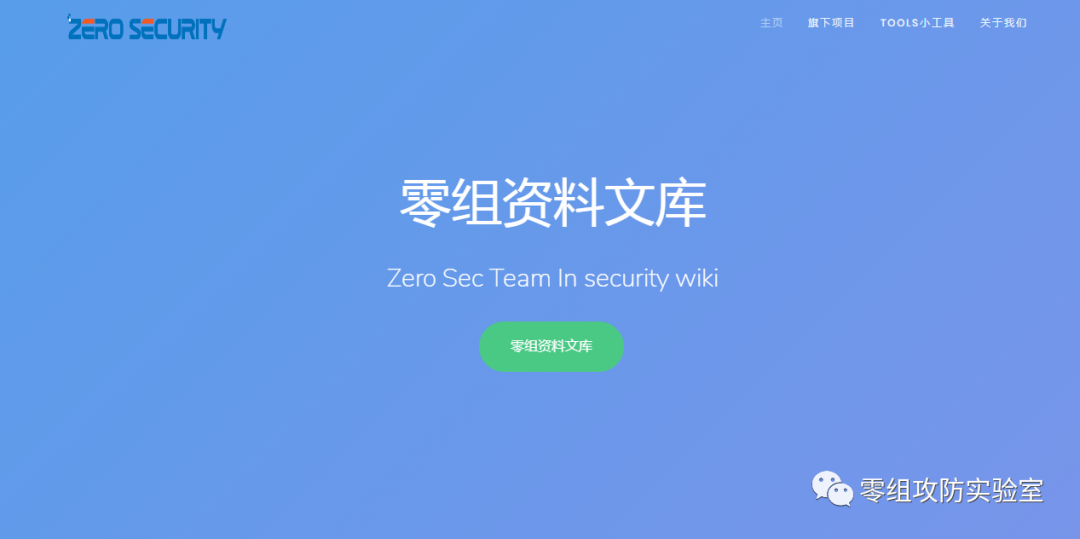 ZERO SECURITY
主页 旗下项目 TOOLS小工具 关于我们
零组资料文库
Zero Sec Team In security wiki
零组资料文库
零组攻防实验室